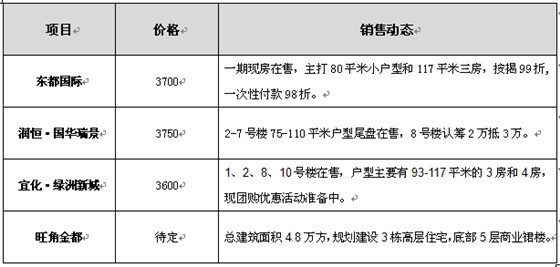 项目 价格 销售动态
东都国际 3700 一期现房在售，主打 80 平米小户型和 117 平米三房，按揭 99 折，
一次性付款 98 折。
润恒·国华瑞景 3750 2-7 号楼 75-110 平米户型尾盘在售，8 号楼认筹 2 万抵 3 万。
宜化·绿洲新城 3600 1、2、8、10 号楼在售，户型主要有 93-117 平米的 3 房和 4 房，
现团购优惠活动准备中。
旺角金都 待定 总建筑面积 4.8 万方，规划建设 3 栋高层住宅，底部 5 层商业裙楼。